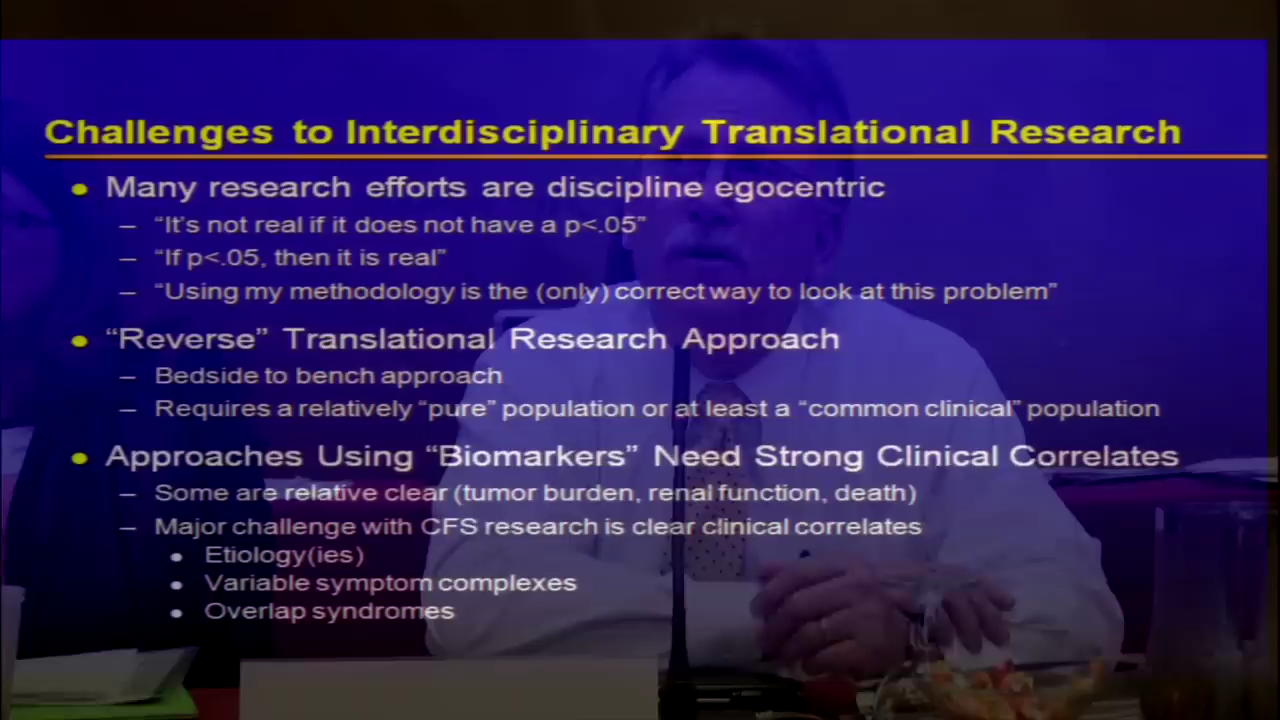 Challenges to Interdisciplinary Translational Research
• Many research efforts are discipline egocentric
– “It’s not real if it does not have a p<.05”
– “If p<.05, then it is real”
– “Using my methodology is the (only) correct way to look at this problem”
• “Reverse” Translational Research Approach
– Bedside to bench approach
– Requires a relatively “pure” population or at least a “common clinical” population
• Approaches Using “Biomarkers” Need Strong Clinical Correlates
– Some are relative clear (tumor burden, renal function, death)
– Major challenge with CFS research is clear clinical correlates
• Etiology(ies)
• Variable symptom complexes
• Overlap syndromes